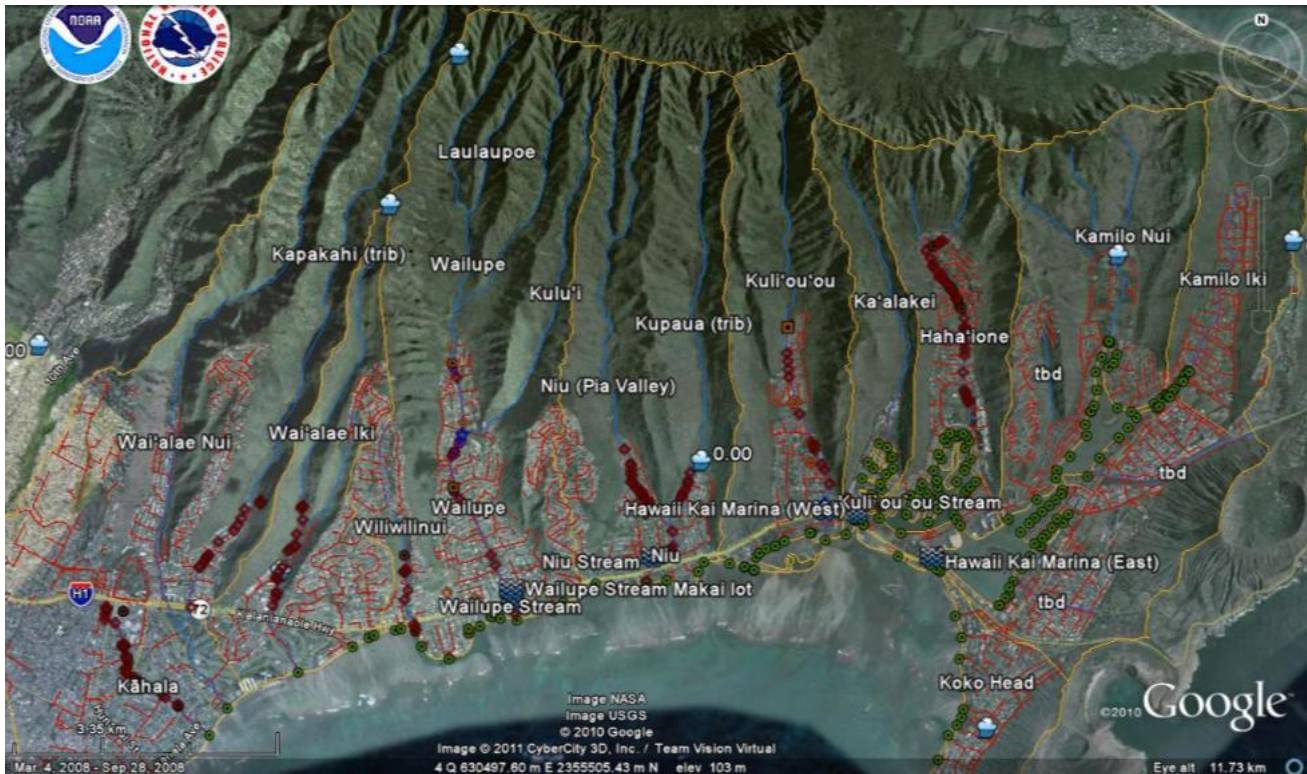 NOAA
NATIONAL WEATHER SERVICE
N
Laulaupoe
Kapakahi (trib)
Wailupe
Kulu'i
Kupaua (trib)
Kuli'ou'ou
Ka'alakei
Haha'ione
Kamilo Nui
Kamilo Iki
00
10th Ave
Niu (Pia Valley)
tbd
Wai'alae Nui
Wai'alae Iki
0.00
tbd
Wiliwilinui
Wailupe
Hawaii Kai Marina (West)
Kuli'ou'ou Stream
Niu Stream
Niu
Hawaii Kai Marina (East)
H1
72
Kalanianaole Hwy
Wailupe Stream Makai lot
Wailupe Stream
tbd
Kāhala
Koko Head
3.35 km
Image NASA
Image USGS
© 2010 Google
Image © 2011 CyberCity 3D, Inc. / Team Vision Virtual
©2010 Google
Mar 4, 2008 - Sep 28, 2008
4 Q 630497.60 m E 2355505.43 m N elev 103 m
Eye alt 11.73 km